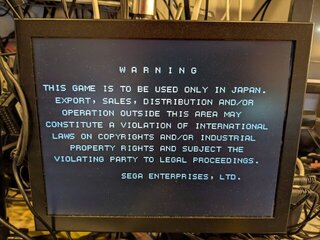 WARNING
THIS GAME IS TO BE USED ONLY IN JAPAN.
EXPORT, SALES, DISTRIBUTION AND/OR
OPERATION OUTSIDE THIS AREA MAY
CONSTITUTE A VIOLATION OF INTERNATIONAL
LAWS ON COPYRIGHTS AND/OR INDUSTRIAL
PROPERTY RIGHTS AND SUBJECT THE
VIOLATING PARTY TO LEGAL PROCEEDINGS.
SEGA ENTERPRISES, LTD.